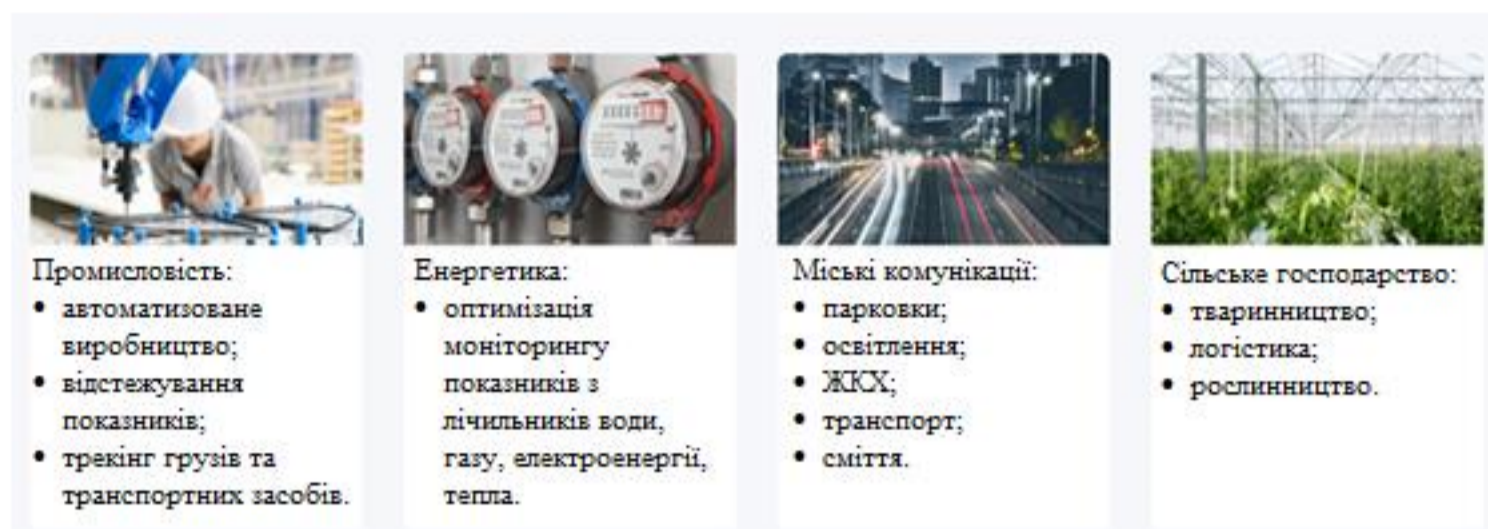 Промисловість:
• автоматизоване
виробництво;
• відстежування
показників;
• трекінг грузів та
транспортних засобів.
Енергетика:
• оптимізація
моніторингу
показників з
лічильників води,
газу, електроенергії,
тепла.
Міські комунікації:
• парковки;
• освітлення;
• ЖКХ;
• транспорт;
• сміття.
Сільське господарство:
• тваринництво;
• логістика;
• рослинництво.